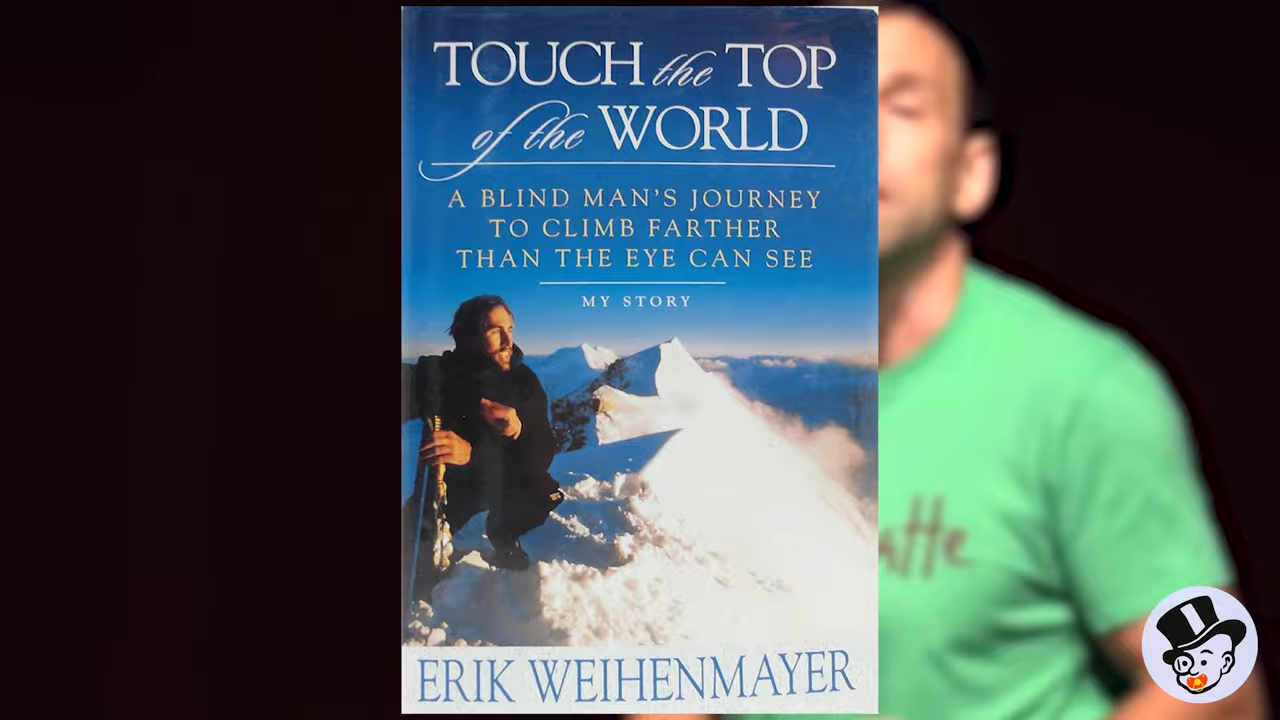 TOUCH the TOP
of the WORLD
A BLIND MAN'S JOURNEY
TO CLIMB FARTHER
THAN THE EYE CAN SEE
MY STORY
ERIK WEIHENMAYER